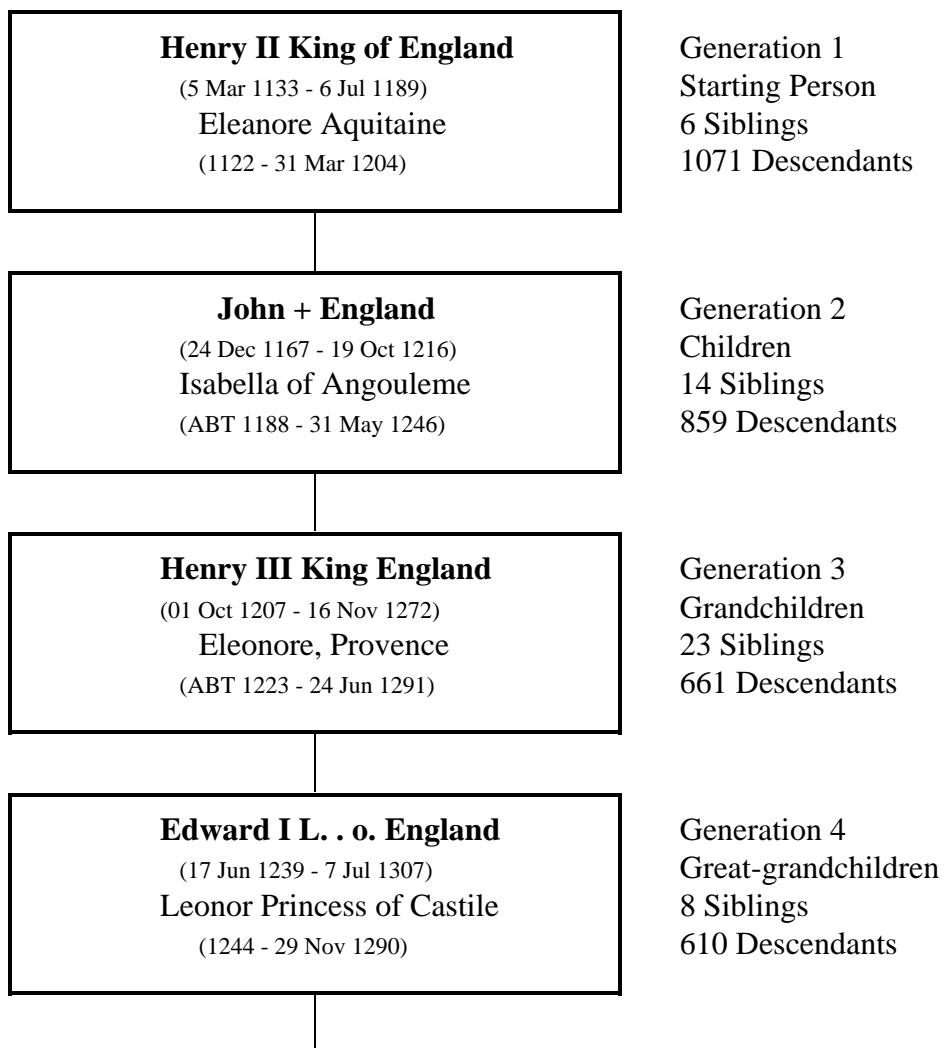 Henry II King of England
(5 Mar 1133 - 6 Jul 1189)
Eleanore Aquitaine
(1122 - 31 Mar 1204)
Generation 1
Starting Person
6 Siblings
1071 Descendants
John + England
(24 Dec 1167 - 19 Oct 1216)
Isabella of Angouleme
(ABT 1188 - 31 May 1246)
Generation 2
Children
14 Siblings
859 Descendants
Henry III King England
(01 Oct 1207 - 16 Nov 1272)
Eleonore, Provence
(ABT 1223 - 24 Jun 1291)
Generation 3
Grandchildren
23 Siblings
661 Descendants
Edward I L. . o. England
(17 Jun 1239 - 7 Jul 1307)
Leonor Princess of Castile
(1244 - 29 Nov 1290)
Generation 4
Great-grandchildren
8 Siblings
610 Descendants